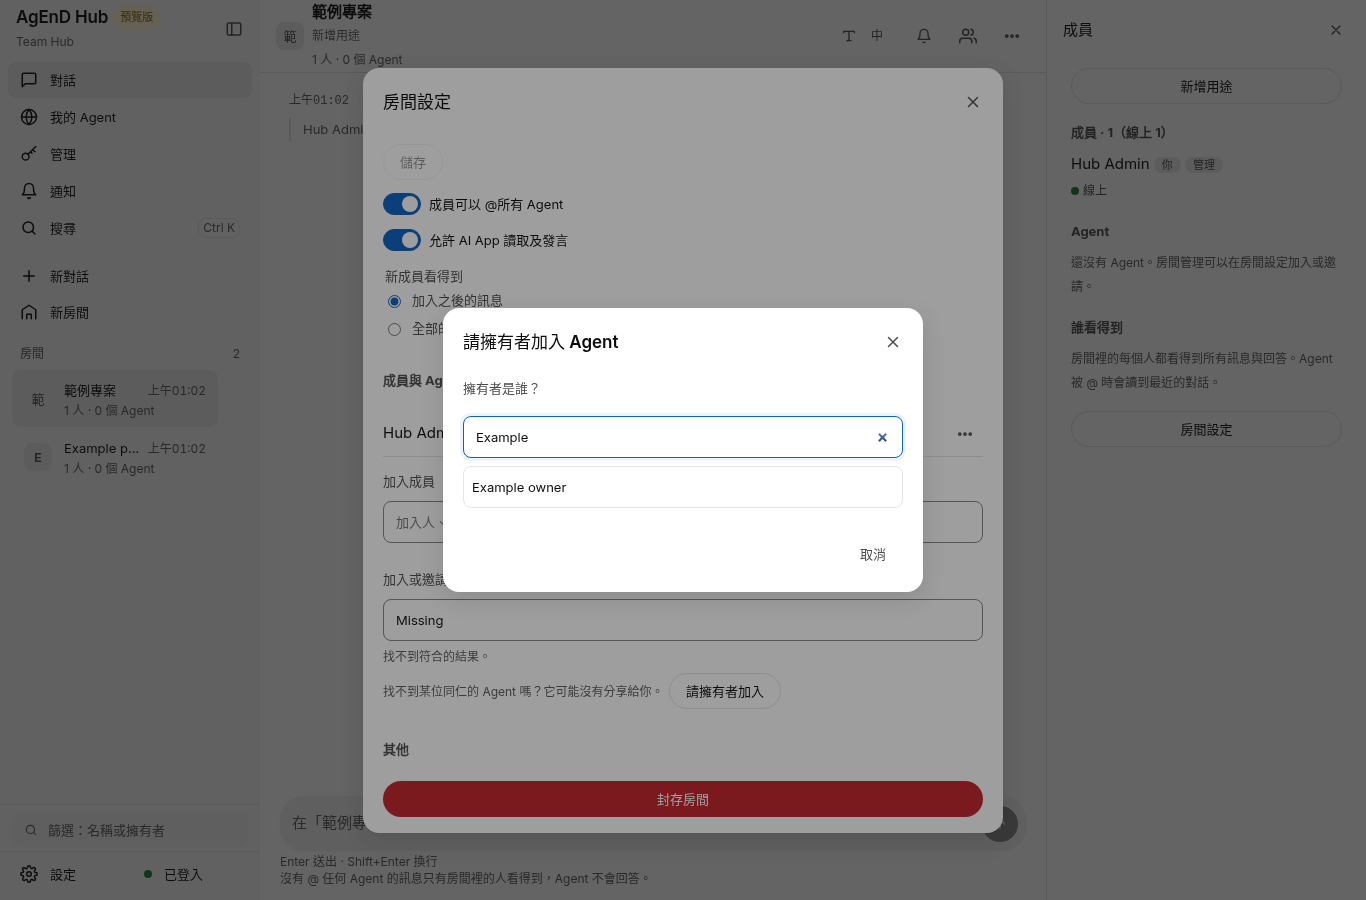 AgEnD Hub 預覽版
Team Hub
對話
我的 Agent
管理
通知
搜尋 Ctrl K
新對話
新房間
房間 2
範 範例專案 上午01:02
1 人 · 0 個 Agent
E Example p... 上午01:02
1 人 · 0 個 Agent
篩選：名稱或擁有者
設定 已登入
範 範例專案
新增用途
1 人 · 0 個 Agent
中
上午01:02
Hub Admi
房間設定
儲存
成員可以 @所有 Agent
允許 AI App 讀取及發言
新成員看得到
加入之後的訊息
全部的
成員與 Ag
Hub Adm
加入成員
加入人、
加入或邀請
Missing
找不到符合的結果。
找不到某位同仁的 Agent 嗎？它可能沒有分享給你。 請擁有者加入
其他
封存房間
請擁有者加入 Agent
擁有者是誰？
Example
Example owner
取消
在「範例專
Enter 送出 · Shift+Enter 換行
沒有 @ 任何 Agent 的訊息只有房間裡的人看得到，Agent 不會回答。
成員
新增用途
成員 · 1（線上 1）
Hub Admin 你 管理
線上
Agent
還沒有 Agent。房間管理可以在房間設定加入或邀
請。
誰看得到
房間裡的每個人都看得到所有訊息與回答。Agent
被 @ 時會讀到最近的對話。
房間設定